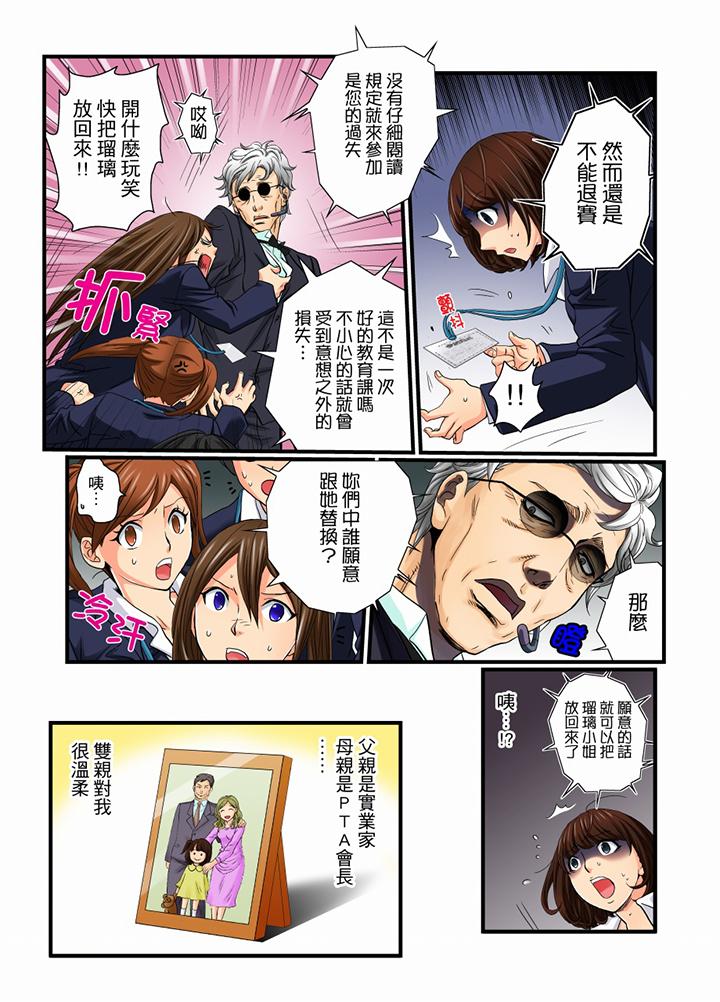 然而還是
不能退賽
顫抖
!!
沒有仔細閱讀
規定就來參加
是您的過失
哎呦
開什麼玩笑
快把瑠璃
放回來!!
抓緊
這不是一次
好的教育課嗎
不小心的話就會
受到意想之外的
損失…
那麼
瞪
妳們中誰願意
跟她替換？
咦…
冷汗
願意的話
就可以把
瑠璃小姐
放回來了
咦…!?
父親是實業家
母親是PTA會長
……
雙親對我
很溫柔